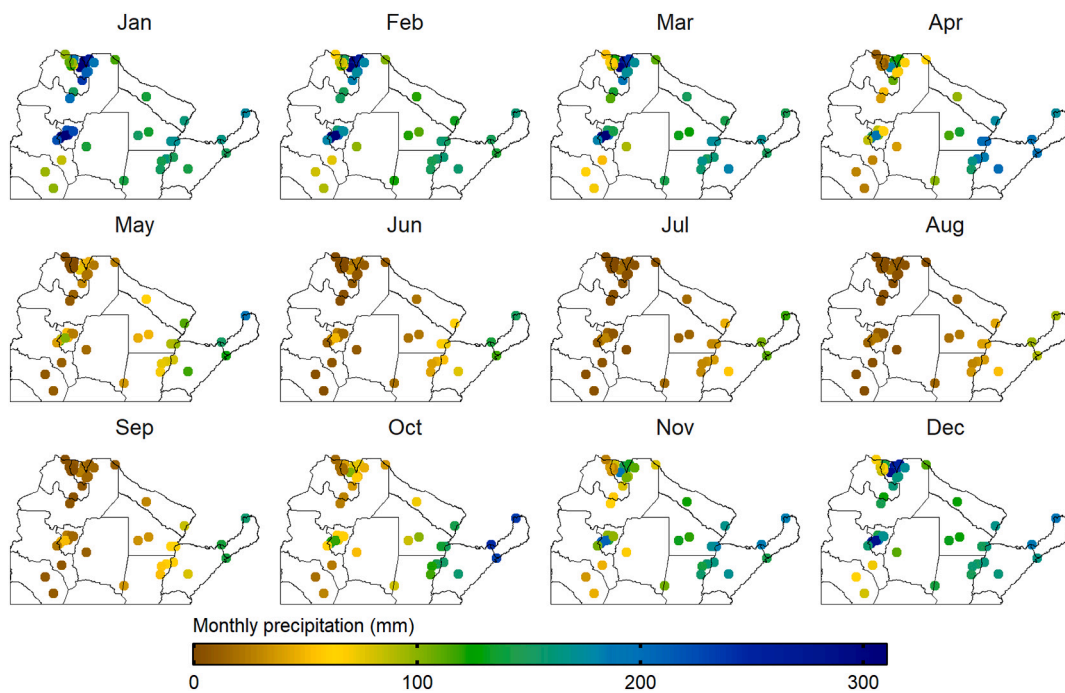 Jan Feb Mar Apr
May Jun Jul Aug
Sep Oct Nov Dec
Monthly precipitation (mm)
0 100 200 300